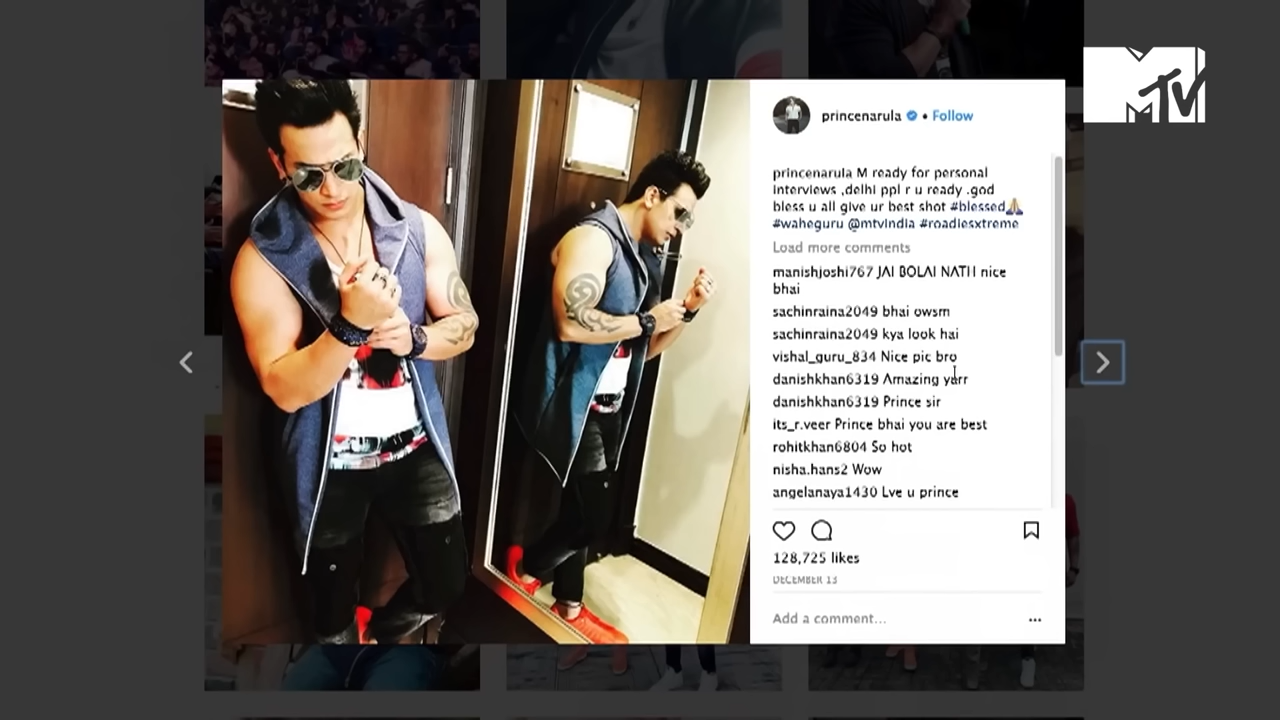 MTV
princenarula • Follow
princenarula M ready for personal
interviews ,delhi ppl r u ready .god
bless u all give ur best shot #blessed🙏
#waheguru @mtvindia #roadiesxtreme
Load more comments
manishjoshi767 JAI BOLAI NATH nice
bhai
sachinraina2049 bhai owsm
sachinraina2049 kya look hai
vishal_guru_834 Nice pic bro
danishkhan6319 Amazing yarr
danishkhan6319 Prince sir
its_r.veer Prince bhai you are best
rohitkhan6804 So hot
nisha.hans2 Wow
angelanaya1430 Lve u prince
128,725 likes
DECEMBER 13
Add a comment...